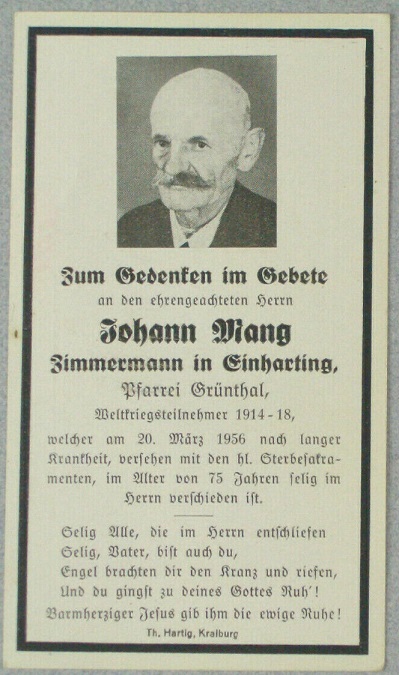 Zum Gedenken im Gebete
an den ehrengeachteten Herrn
Johann Mang
Zimmermann in Einharting,
Pfarrei Grünthal,
Weltkriegsteilnehmer 1914-18,
welcher am 20. März 1956 nach langer
Krankheit, versehen mit den hl. Sterbesakra-
menten, im Alter von 75 Jahren selig im
Herrn verschieden ist.
Selig Alle, die im Herrn entschliefen
Selig, Vater, bist auch du,
Engel brachten dir den Kranz und riefen,
Und du gingst zu deines Gottes Ruh'!
Barmherziger Jesus gib ihm die ewige Ruhe!
Th. Hartig, Kraiburg